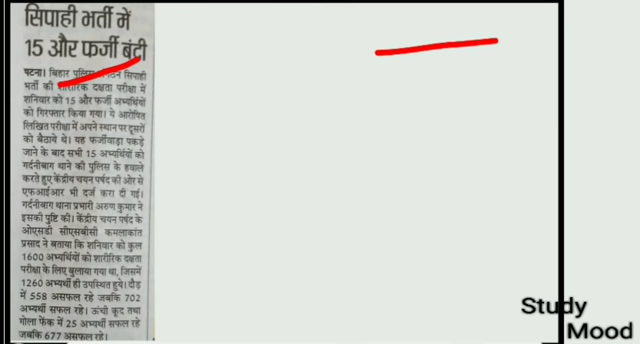 सिपाही भर्ती में
15 और फर्जी बंदी
पटना। बिहार पुलिस सिपाही
भर्ती की शारीरिक दक्षता परीक्षा में
शनिवार को 15 और फर्जी अभ्यर्थियों
को गिरफ्तार किया गया। ये आरोपित
लिखित परीक्षा में अपने स्थान पर दूसरों
को बैठाये थे। यह फर्जीवाड़ा पकड़े
जाने के बाद सभी 15 अभ्यर्थियों को
गर्दनीबाग थाने की पुलिस के हवाले
करते हुए केंद्रीय चयन पर्षद की ओर से
एफआईआर भी दर्ज करा दी गई।
गर्दनीबाग थाना प्रभारी अरुण कुमार ने
इसकी पुष्टि की। केंद्रीय चयन पर्षद के
ओएसडी सीएसबीसी कमलाकांत
प्रसाद ने बताया कि शनिवार को कुल
1600 अभ्यर्थियों को शारीरिक दक्षता
परीक्षा के लिए बुलाया गया था, जिसमें
1260 अभ्यर्थी ही उपस्थित हुये। दौड़
में 558 असफल रहे जबकि 702
अभ्यर्थी सफल रहे। ऊंची कूद तथा
गोला फेंक में 25 अभ्यर्थी सफल रहे
जबकि 677 असफल रहे।
Study
Mood